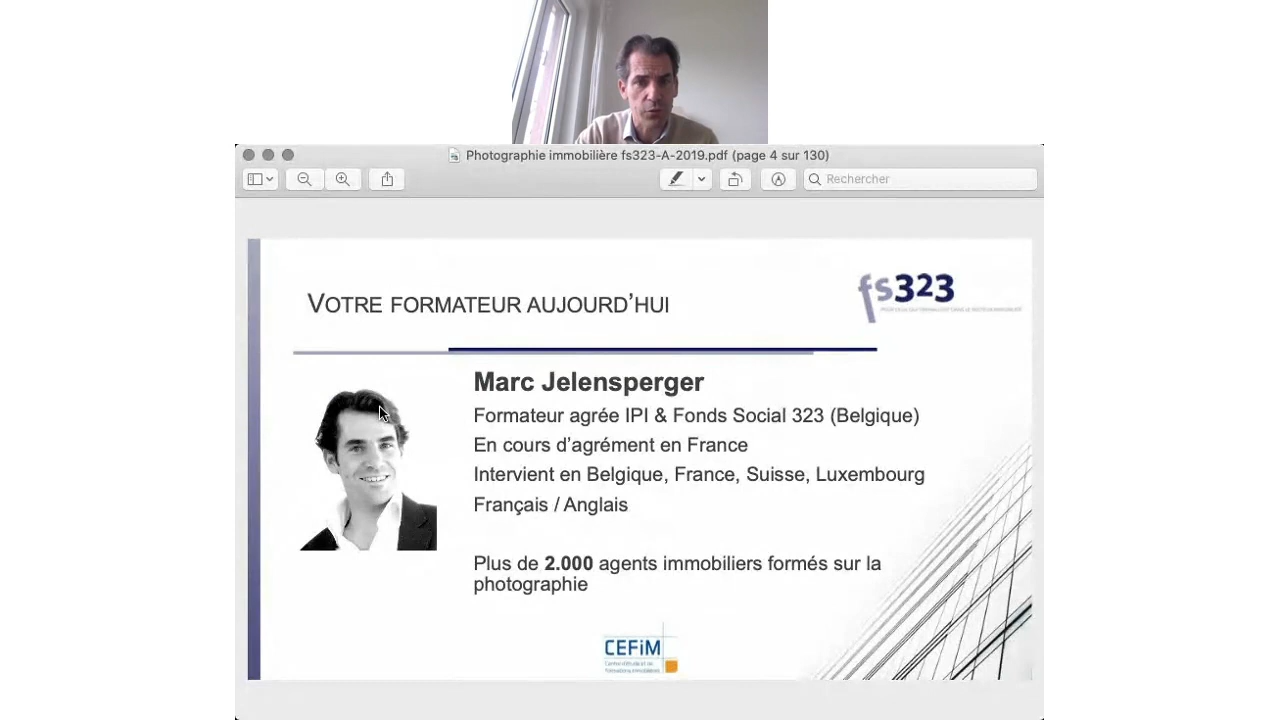 Photographie immobilière fs323-A-2019.pdf (page 4 sur 130)
Rechercher
VOTRE FORMATEUR AUJOURD'HUI
fs323
Marc Jelensperger
Formateur agrée IPI & Fonds Social 323 (Belgique)
En cours d'agrément en France
Intervient en Belgique, France, Suisse, Luxembourg
Français / Anglais
Plus de 2.000 agents immobiliers formés sur la
photographie
CEFiM
Centre d'étude et de
formations immobilières